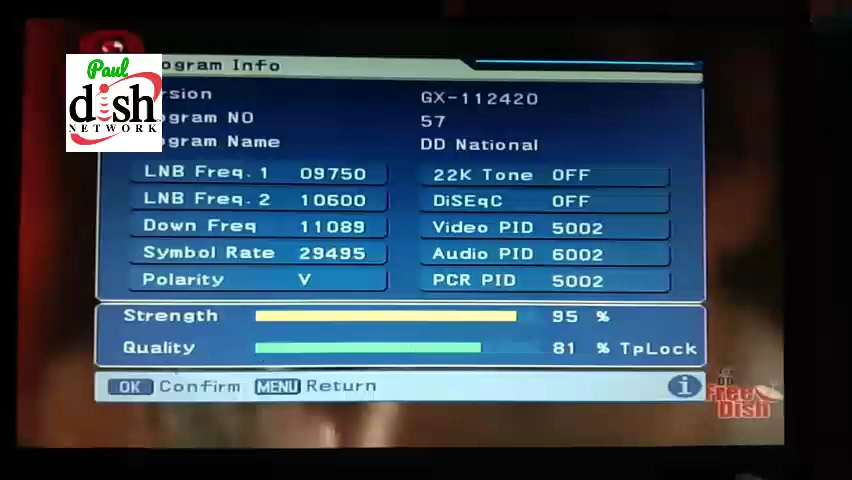 Paul
dish
NETWORK
ogram Info
rsion GX-112420
ogram NO 57
ogram Name DD National
LNB Freq. 1 09750 22K Tone OFF
LNB Freq. 2 10600 DiSEqC OFF
Down Freq 11089 Video PID 5002
Symbol Rate 29495 Audio PID 6002
Polarity V PCR PID 5002
Strength 95 %
Quality 81 % TpLock
OK Confirm MENU Return i
DD
Free
Dish